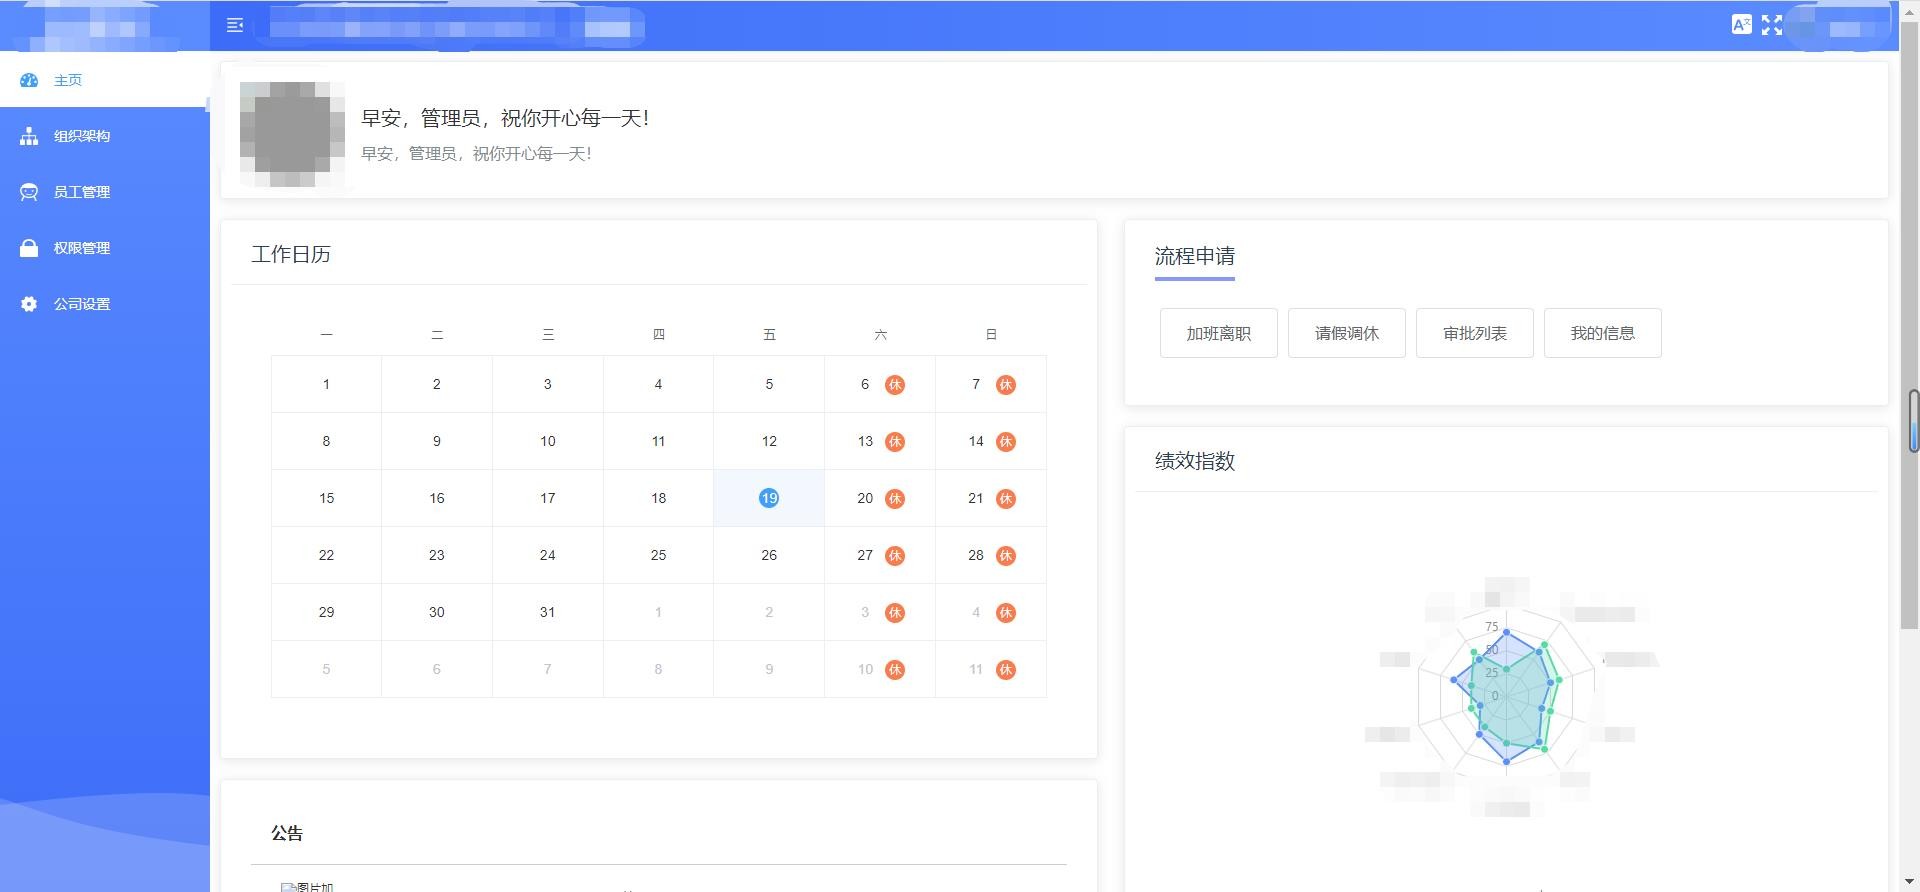 主页
组织架构
员工管理
权限管理
公司设置
早安，管理员，祝你开心每一天！
早安，管理员，祝你开心每一天！
工作日历
一 二 三 四 五 六 日
1 2 3 4 5 6 休 7 休
8 9 10 11 12 13 休 14 休
15 16 17 18 19 20 休 21 休
22 23 24 25 26 27 休 28 休
29 30 31 1 2 3 休 4 休
5 6 7 8 9 10 休 11 休
公告
图片加
流程申请
加班离职 请假调休 审批列表 我的信息
绩效指数
75
50
25
0